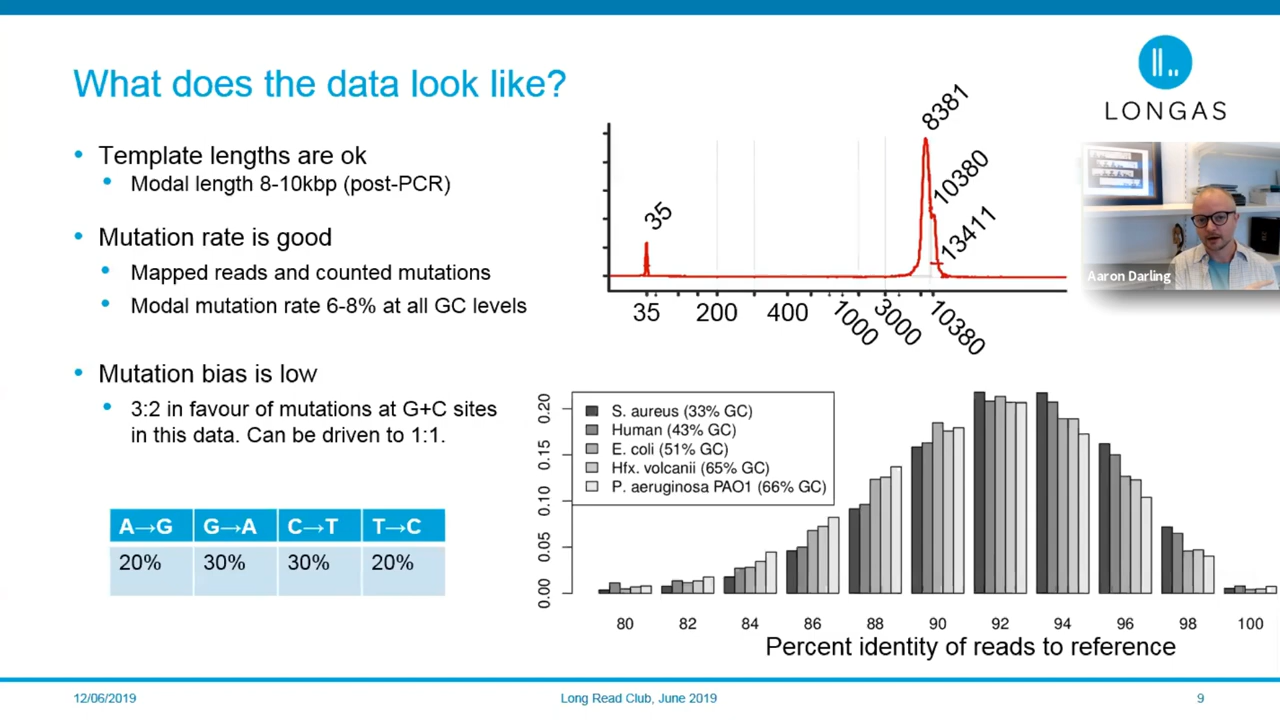 What does the data look like?
• Template lengths are ok
• Modal length 8-10kbp (post-PCR)
• Mutation rate is good
• Mapped reads and counted mutations
• Modal mutation rate 6-8% at all GC levels
• Mutation bias is low
• 3:2 in favour of mutations at G+C sites
in this data. Can be driven to 1:1.
A→G G→A C→T T→C
20% 30% 30% 20%
35
8381
10380
13411
35 200 400 1000 3000 10380
LONGAS
Aaron Darling
0.20
0.15
0.10
0.05
0.00
S. aureus (33% GC)
Human (43% GC)
E. coli (51% GC)
Hfx. volcanii (65% GC)
P. aeruginosa PAO1 (66% GC)
80 82 84 86 88 90 92 94 96 98 100
Percent identity of reads to reference
12/06/2019
Long Read Club, June 2019
9